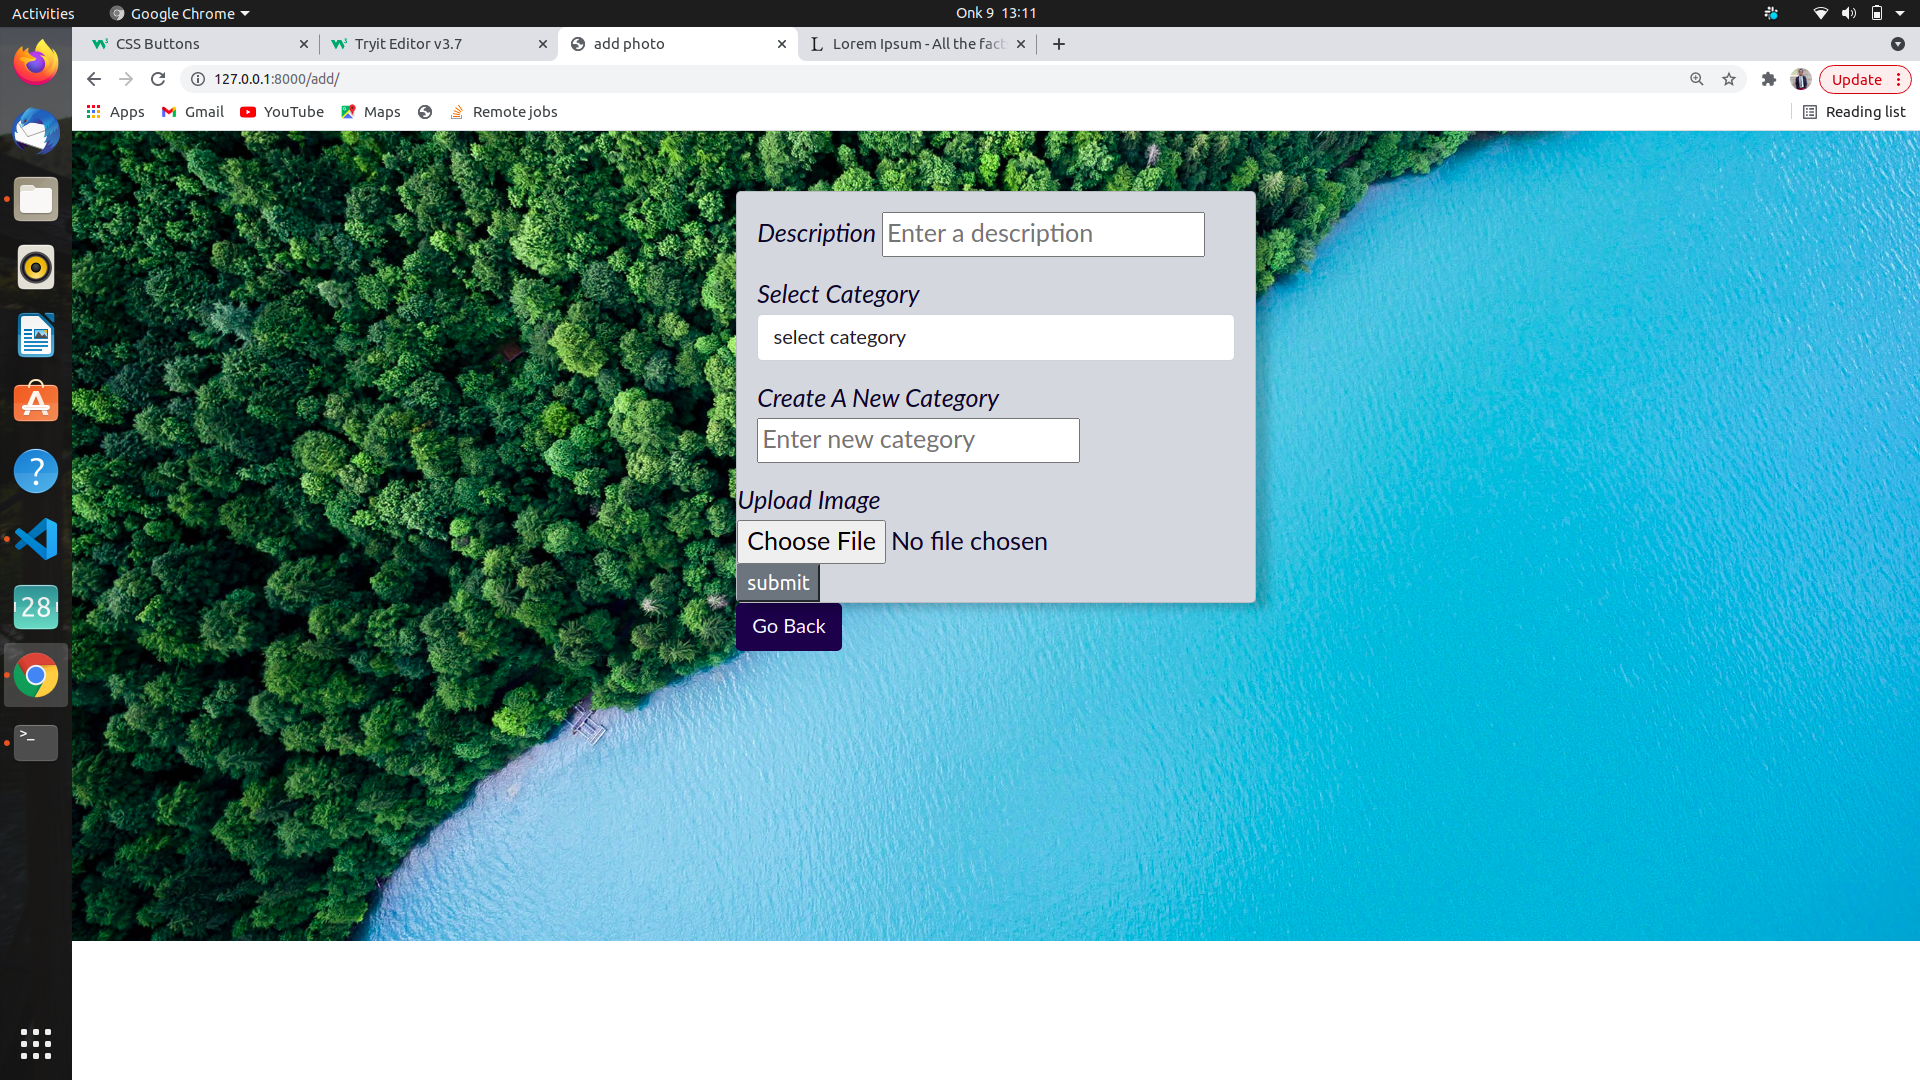 Activities
Google Chrome
Onk 9 13:11
CSS Buttons
Tryit Editor v3.7
add photo
Lorem Ipsum - All the fact
127.0.0.1:8000/add/
Update
Apps
Gmail
YouTube
Maps
Remote jobs
Reading list
Description
Enter a description
Select Category
select category
Create A New Category
Enter new category
Upload Image
Choose File No file chosen
submit
Go Back
28
>_
?